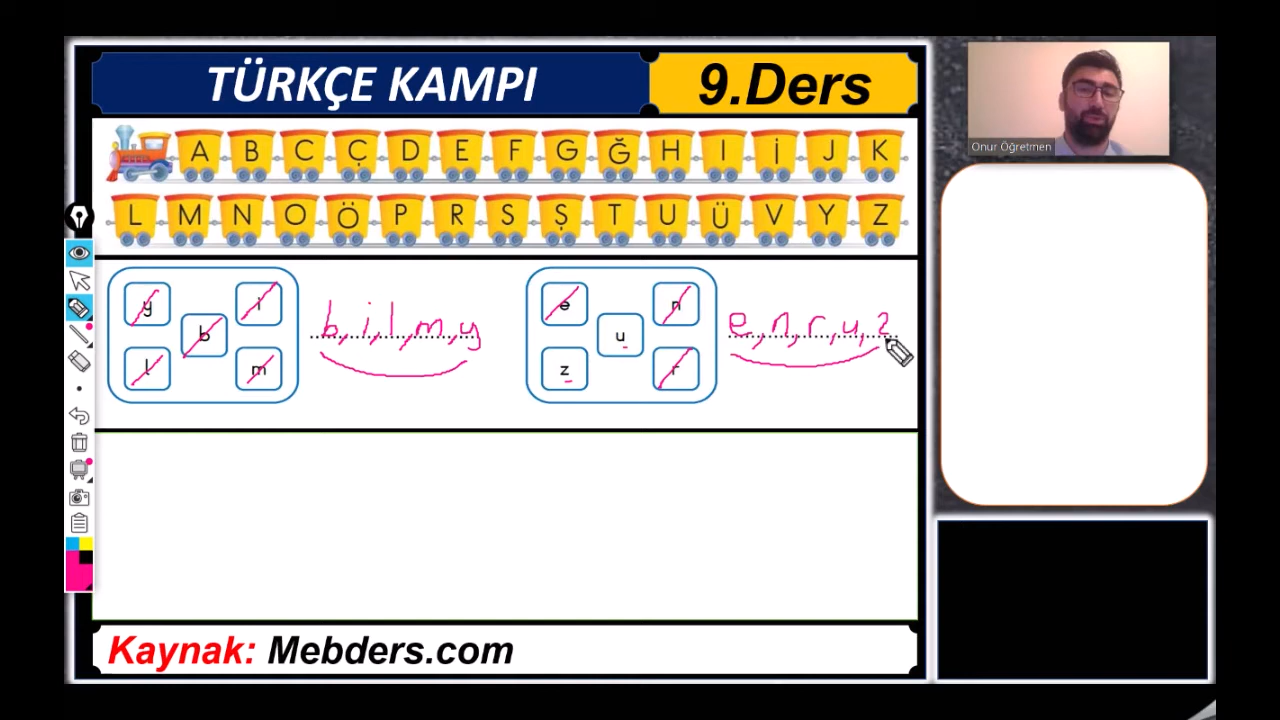 TÜRKÇE KAMPI
9.Ders
Onur Öğretmen
A B C Ç D E F G Ğ H I İ J K
L M N O Ö P R S Ş T U Ü V Y Z
y i
b
l m
b, i, l, m, y
e n
u
z r
e, n, r, u, z
Kaynak: Mebders.com